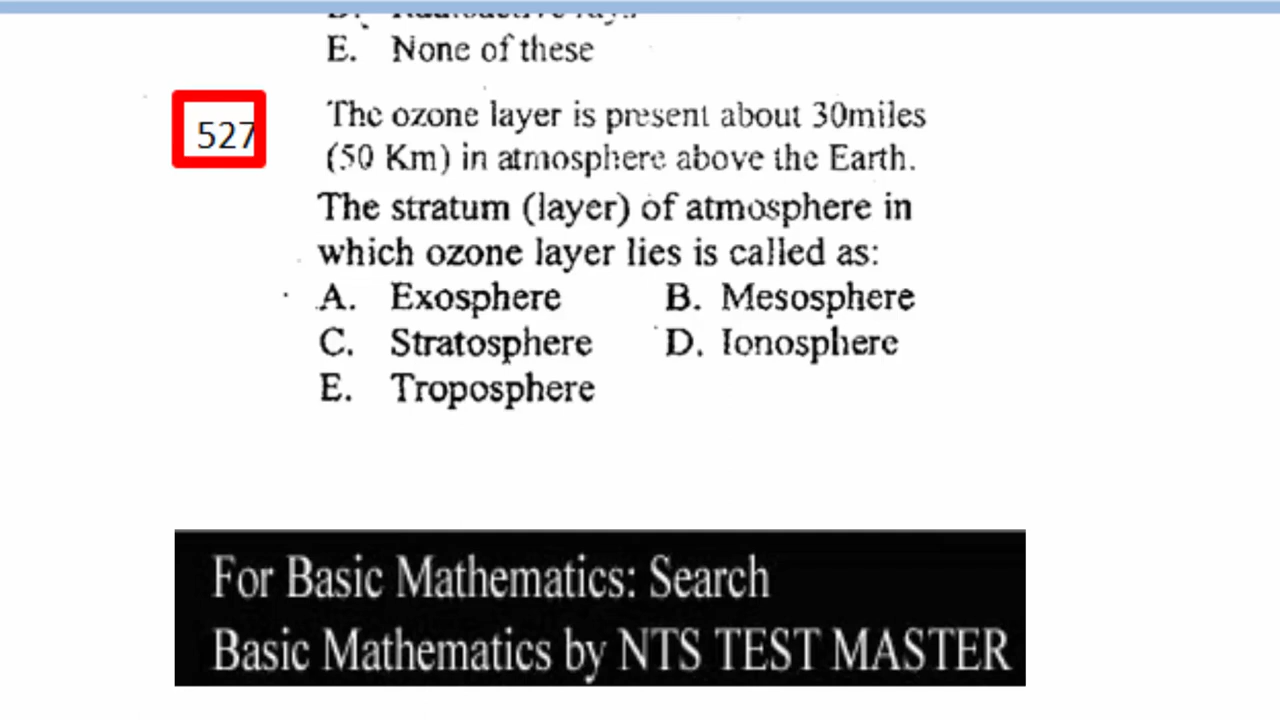 E. None of these
527
The ozone layer is present about 30miles
(50 Km) in atmosphere above the Earth.
The stratum (layer) of atmosphere in
which ozone layer lies is called as:
A. Exosphere B. Mesosphere
C. Stratosphere D. Ionosphere
E. Troposphere
For Basic Mathematics: Search
Basic Mathematics by NTS TEST MASTER